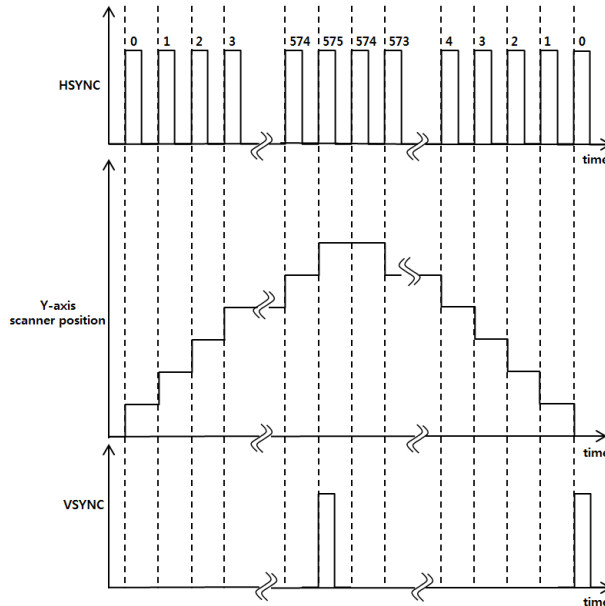 0 1 2 3 574 575 574 573 4 3 2 1 0
HSYNC
time
Y-axis
scanner position
time
VSYNC
time